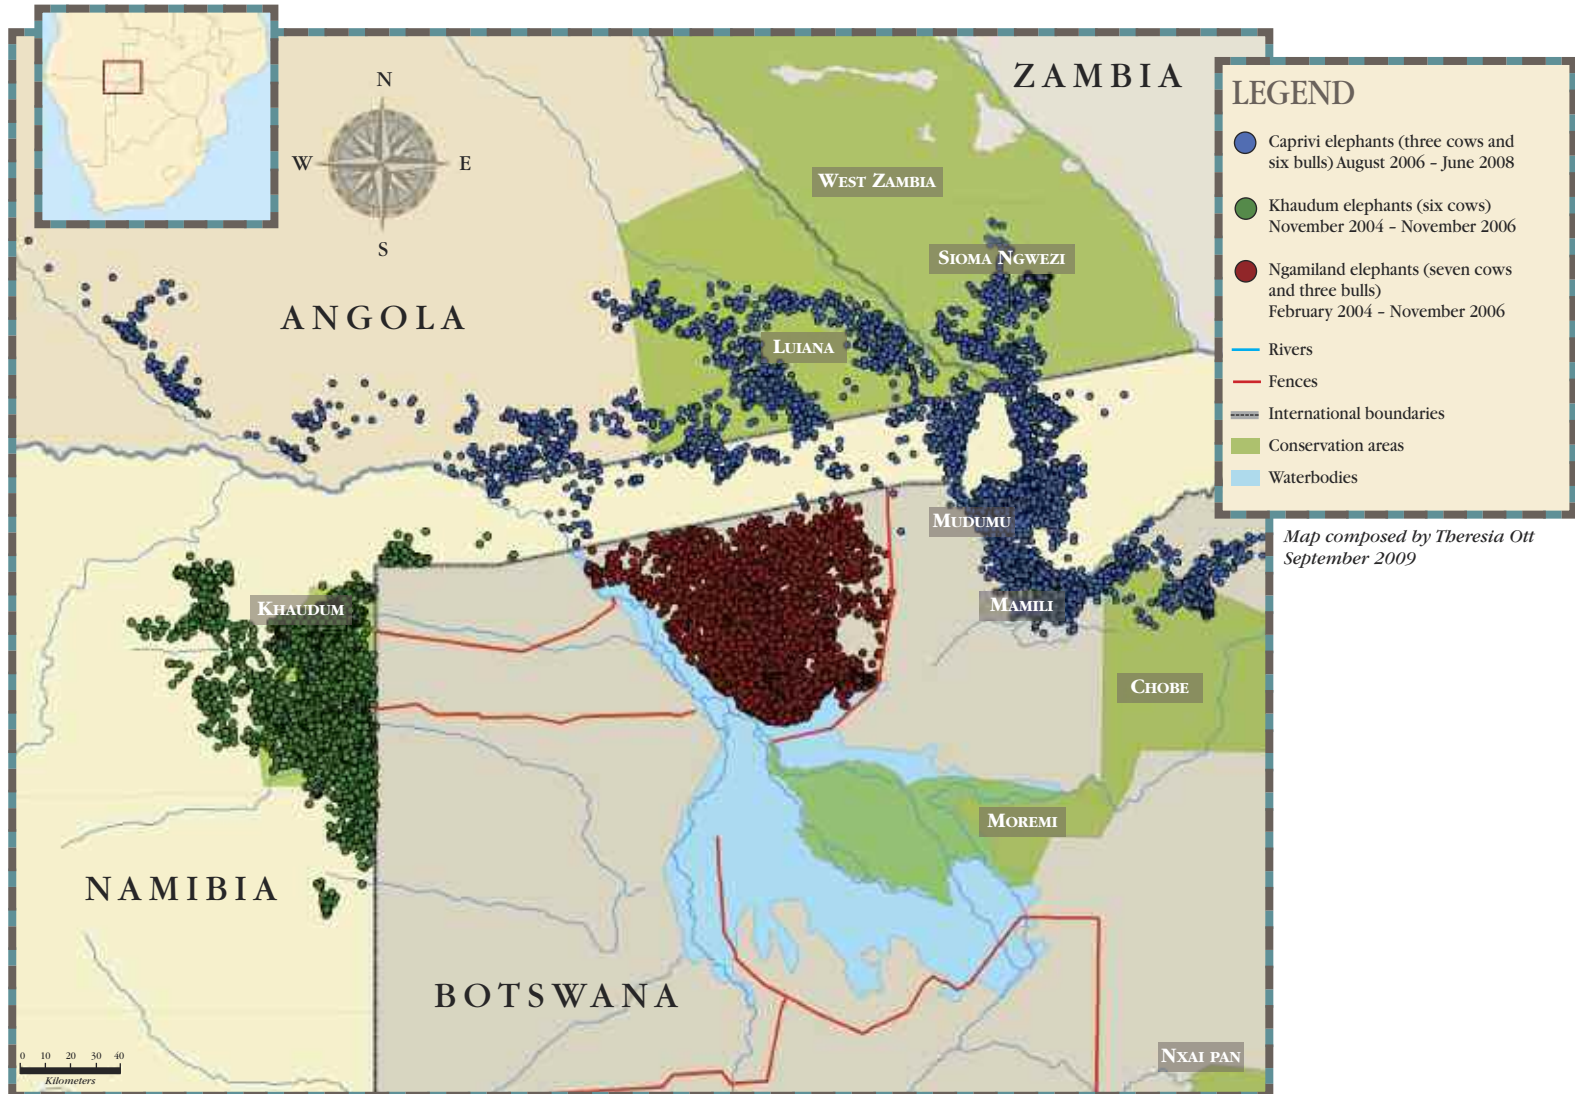 N
W
E
S
ZAMBIA
WEST ZAMBIA
SIOMA NGWEZI
ANGOLA
LUIANA
MUDUMU
KHAUDUM
MAMILI
CHOBE
MOREMI
NAMIBIA
BOTSWANA
NXAI PAN
0 10 20 30 40
Kilometers
LEGEND
Caprivi elephants (three cows and
six bulls) August 2006 – June 2008
Khaudum elephants (six cows)
November 2004 – November 2006
Ngamiland elephants (seven cows
and three bulls)
February 2004 – November 2006
Rivers
Fences
International boundaries
Conservation areas
Waterbodies
Map composed by Theresia Ott
September 2009